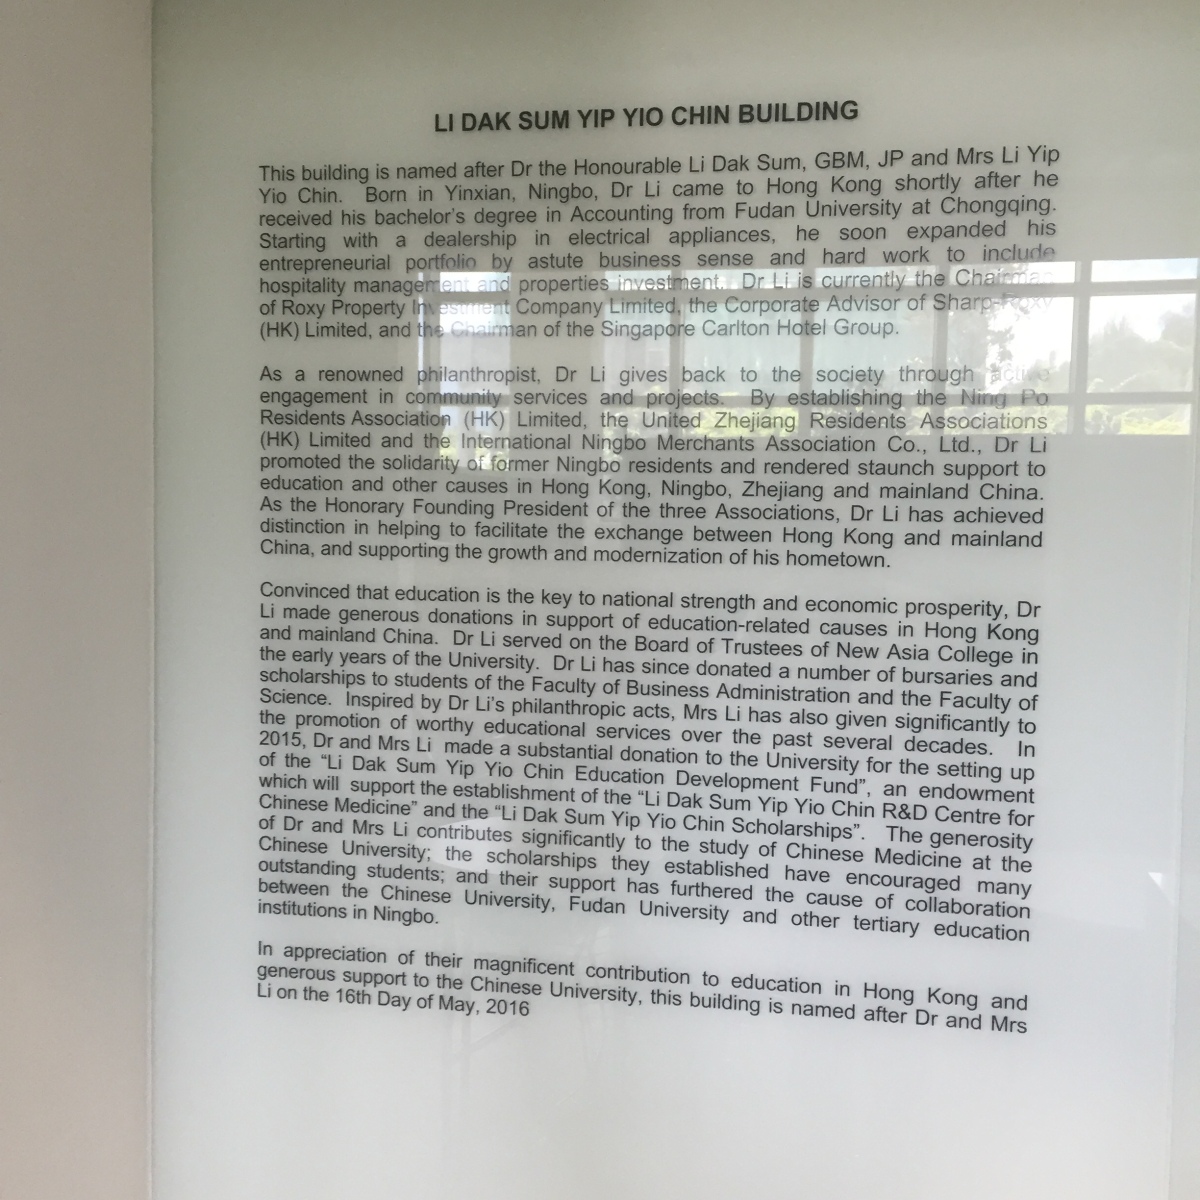 LI DAK SUM YIP YIO CHIN BUILDING
This building is named after Dr the Honourable Li Dak Sum, GBM, JP and Mrs Li Yip
Yio Chin. Born in Yinxian, Ningbo, Dr Li came to Hong Kong shortly after he
received his bachelor's degree in Accounting from Fudan University at Chongqing.
Starting with a dealership in electrical appliances, he soon expanded his
entrepreneurial portfolio by astute business sense and hard work to include
hospitality management and properties investment. Dr Li is currently the Chairman
of Roxy Property Investment Company Limited, the Corporate Advisor of Sharp-Roxy
(HK) Limited, and the Chairman of the Singapore Carlton Hotel Group.
As a renowned philanthropist, Dr Li gives back to the society through active
engagement in community services and projects. By establishing the Ning Po
Residents Association (HK) Limited, the United Zhejiang Residents Associations
(HK) Limited and the International Ningbo Merchants Association Co., Ltd., Dr Li
promoted the solidarity of former Ningbo residents and rendered staunch support to
education and other causes in Hong Kong, Ningbo, Zhejiang and mainland China.
As the Honorary Founding President of the three Associations, Dr Li has achieved
distinction in helping to facilitate the exchange between Hong Kong and mainland
China, and supporting the growth and modernization of his hometown.
Convinced that education is the key to national strength and economic prosperity, Dr
Li made generous donations in support of education-related causes in Hong Kong
and mainland China. Dr Li served on the Board of Trustees of New Asia College in
the early years of the University. Dr Li has since donated a number of bursaries and
scholarships to students of the Faculty of Business Administration and the Faculty of
Science. Inspired by Dr Li's philanthropic acts, Mrs Li has also given significantly to
the promotion of worthy educational services over the past several decades. In
2015, Dr and Mrs Li made a substantial donation to the University for the setting up
of the “Li Dak Sum Yip Yio Chin Education Development Fund”, an endowment
which will support the establishment of the “Li Dak Sum Yip Yio Chin R&D Centre for
Chinese Medicine” and the “Li Dak Sum Yip Yio Chin Scholarships”. The generosity
of Dr and Mrs Li contributes significantly to the study of Chinese Medicine at the
Chinese University; the scholarships they established have encouraged many
outstanding students; and their support has furthered the cause of collaboration
between the Chinese University, Fudan University and other tertiary education
institutions in Ningbo.
In appreciation of their magnificent contribution to education in Hong Kong and
generous support to the Chinese University, this building is named after Dr and Mrs
Li on the 16th Day of May, 2016